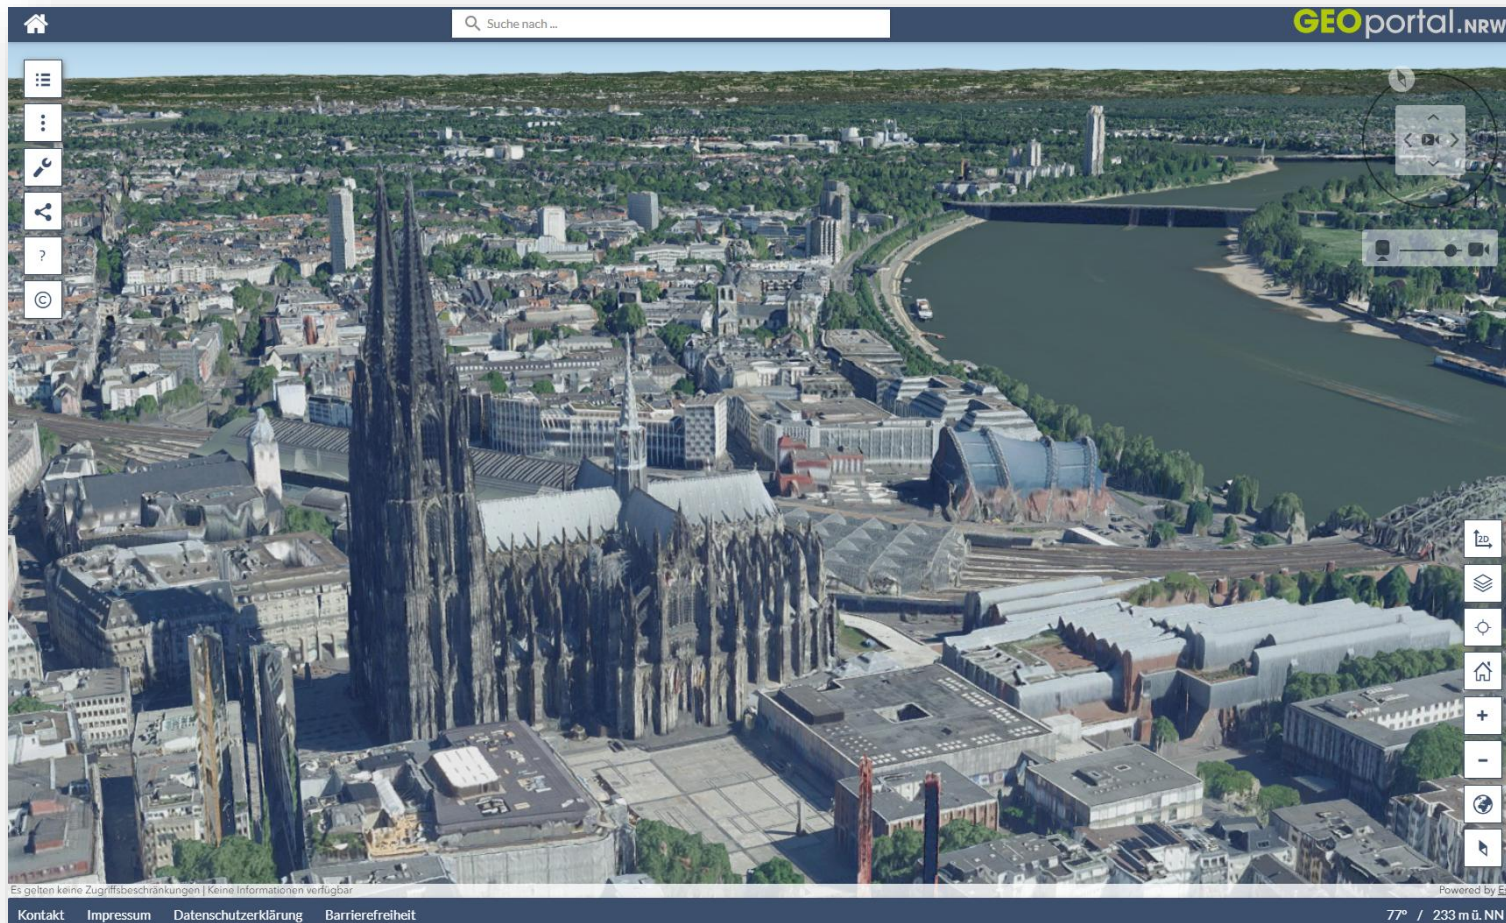 Suche nach ...
GEOportal.NRW
?
©
2D
+
-
Es gelten keine Zugriffsbeschränkungen | Keine Informationen verfügbar
Powered by
Kontakt Impressum Datenschutzerklärung Barrierefreiheit
77° / 233 m ü. NN